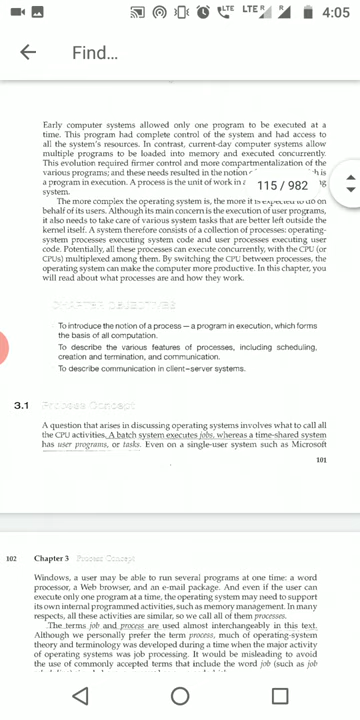 LTE LTE R R 4:05
Find...
Early computer systems allowed only one program to be executed at a
time. This program had complete control of the system and had access to
all the system's resources. In contrast, current-day computer systems allow
multiple programs to be loaded into memory and executed concurrently.
This evolution required firmer control and more compartmentalization of the
various programs; and these needs resulted in the notion is
a program in execution. A process is the unit of work in a
system.
115 / 982
The more complex the operating system is, the more it is expected to do on
behalf of its users. Although its main concern is the execution of user programs,
it also needs to take care of various system tasks that are better left outside the
kernel itself. A system therefore consists of a collection of processes: operating-
system processes executing system code and user processes executing user
code. Potentially, all these processes can execute concurrently, with the CPU (or
CPUs) multiplexed among them. By switching the CPU between processes, the
operating system can make the computer more productive. In this chapter, you
will read about what processes are and how they work.
CHAPTER OBJECTIVES
To introduce the notion of a process — a program in execution, which forms
the basis of all computation.
To describe the various features of processes, including scheduling,
creation and termination, and communication.
To describe communication in client-server systems.
3.1 Process Concept
A question that arises in discussing operating systems involves what to call all
the CPU activities. A batch system executes jobs, whereas a time-shared system
has user programs, or tasks. Even on a single-user system such as Microsoft
101
102 Chapter 3 Process Concept
Windows, a user may be able to run several programs at one time: a word
processor, a Web browser, and an e-mail package. And even if the user can
execute only one program at a time, the operating system may need to support
its own internal programmed activities, such as memory management. In many
respects, all these activities are similar, so we call all of them processes.
The terms job and process are used almost interchangeably in this text.
Although we personally prefer the term process, much of operating-system
theory and terminology was developed during a time when the major activity
of operating systems was job processing. It would be misleading to avoid
the use of commonly accepted terms that include the word job (such as job